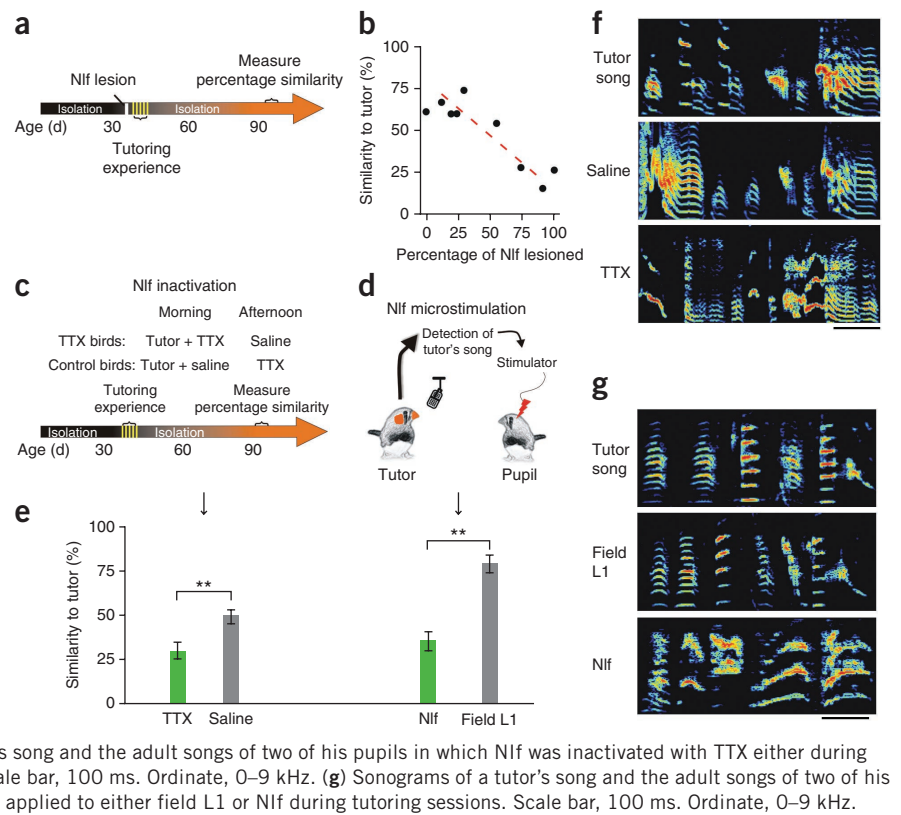 a
NIf lesion
Measure
percentage similarity
Isolation
Isolation
Age (d)
30
60
90
Tutoring
experience
b
Similarity to tutor (%)
100
75
50
25
0
0 25 50 75 100
Percentage of NIf lesioned
c
NIf inactivation
Morning Afternoon
TTX birds: Tutor + TTX Saline
Control birds: Tutor + saline TTX
Tutoring
experience
Measure
percentage similarity
Isolation
Isolation
Age (d)
30
60
90
d
NIf microstimulation
Detection of
tutor's song
Stimulator
Tutor
Pupil
e
Similarity to tutor (%)
100
75
50
25
**
**
TTX Saline NIf Field L1
f
Tutor
song
Saline
TTX
g
Tutor
song
Field
L1
NIf
s song and the adult songs of two of his pupils in which NIf was inactivated with TTX either during
ale bar, 100 ms. Ordinate, 0–9 kHz. (g) Sonograms of a tutor's song and the adult songs of two of his
applied to either field L1 or NIf during tutoring sessions. Scale bar, 100 ms. Ordinate, 0–9 kHz.